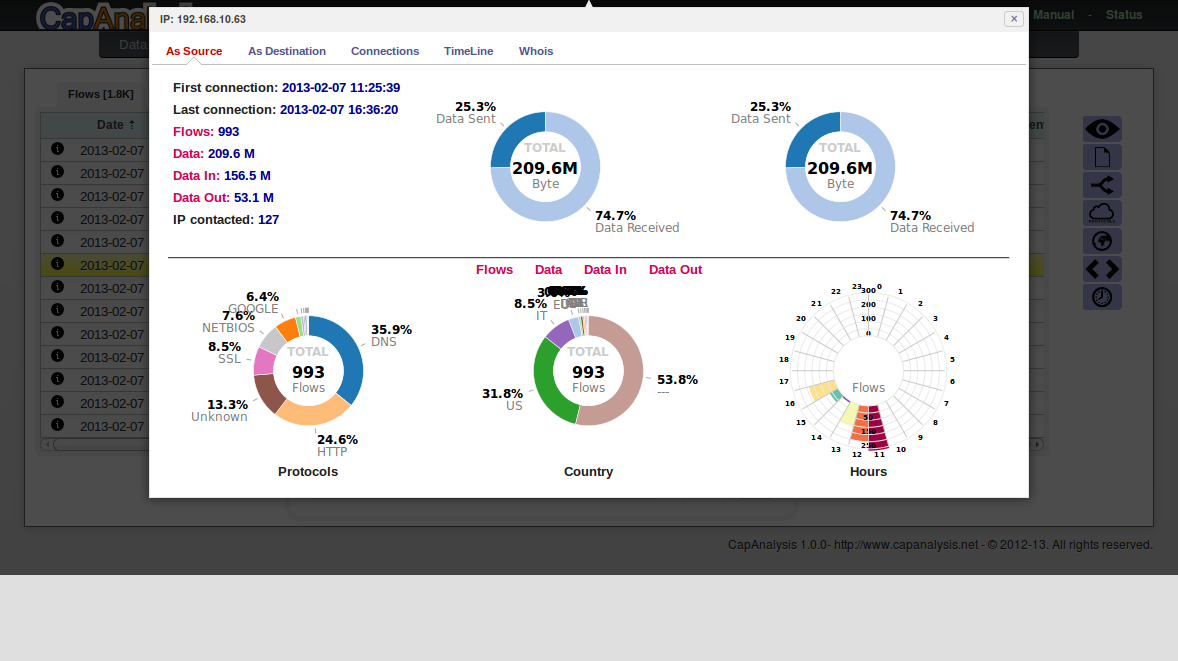 CapAna
IP: 192.168.10.63
×
Manual - Status
Data
As Source As Destination Connections TimeLine Whois
Flows [1.8K]
Date
2013-02-07
2013-02-07
2013-02-07
2013-02-07
2013-02-07
2013-02-07
2013-02-07
2013-02-07
2013-02-07
2013-02-07
2013-02-07
2013-02-07
2013-02-07
First connection: 2013-02-07 11:25:39
Last connection: 2013-02-07 16:36:20
Flows: 993
Data: 209.6 M
Data In: 156.5 M
Data Out: 53.1 M
IP contacted: 127
25.3%
Data Sent
TOTAL
209.6M
Byte
74.7%
Data Received
25.3%
Data Sent
TOTAL
209.6M
Byte
74.7%
Data Received
Flows Data Data In Data Out
6.4%
GOOGLE
7.6%
NETBIOS
8.5%
SSL
13.3%
Unknown
24.6%
HTTP
35.9%
DNS
TOTAL
993
Flows
Protocols
8.5%
IT
31.8%
US
53.8%
---
TOTAL
993
Flows
Country
23 0 1 2 3 4 5 6 7 8 9 10 11 12 13 14 15 16 17 18 19 20 21 22
300
200
100
0
Flows
50
150
250
Hours
CapAnalysis 1.0.0- http://www.capanalysis.net - © 2012-13. All rights reserved.